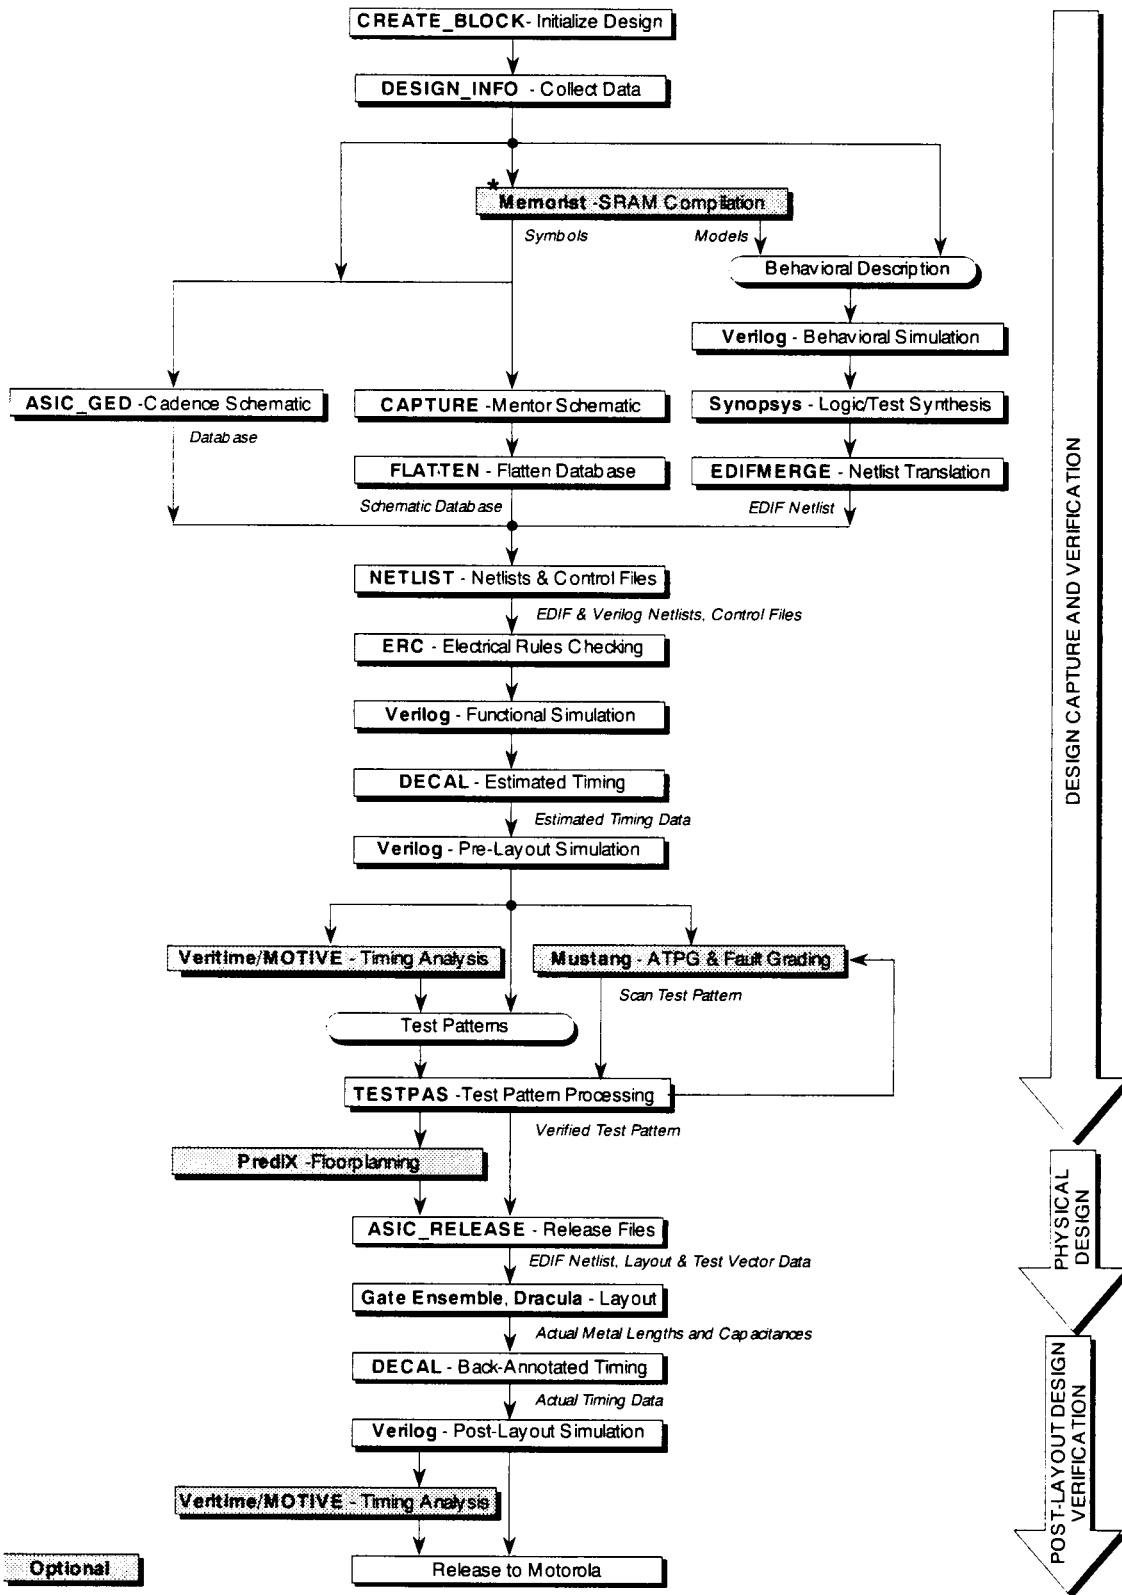 CREATE_BLOCK- Initialize Design
DESIGN_INFO - Collect Data
*
Memorist -SRAM Compilation
Symbols
Models
Behavioral Description
Verilog - Behavioral Simulation
ASIC_GED -Cadence Schematic
CAPTURE -Mentor Schematic
Synopsys - Logic/Test Synthesis
Database
FLATTEN - Flatten Database
EDIFMERGE - Netlist Translation
Schematic Database
EDIF Netlist
NETLIST - Netlists & Control Files
EDIF & Verilog Netlists, Control Files
ERC - Electrical Rules Checking
Verilog - Functional Simulation
DECAL - Estimated Timing
Estimated Timing Data
Verilog - Pre-Layout Simulation
Veritime/MOTIVE - Timing Analysis
Mustang - ATPG & Fault Grading
Scan Test Pattern
Test Patterns
TESTPAS -Test Pattern Processing
Verified Test Pattern
PrediX -Floorplanning
ASIC_RELEASE - Release Files
EDIF Netlist, Layout & Test Vector Data
Gate Ensemble, Dracula - Layout
Actual Metal Lengths and Capacitances
DECAL - Back-Annotated Timing
Actual Timing Data
Verilog - Post-Layout Simulation
Veritime/MOTIVE - Timing Analysis
Optional
Release to Motorola
DESIGN CAPTURE AND VERIFICATION
PHYSICAL
DESIGN
POST-LAYOUT DESIGN
VERIFICATION